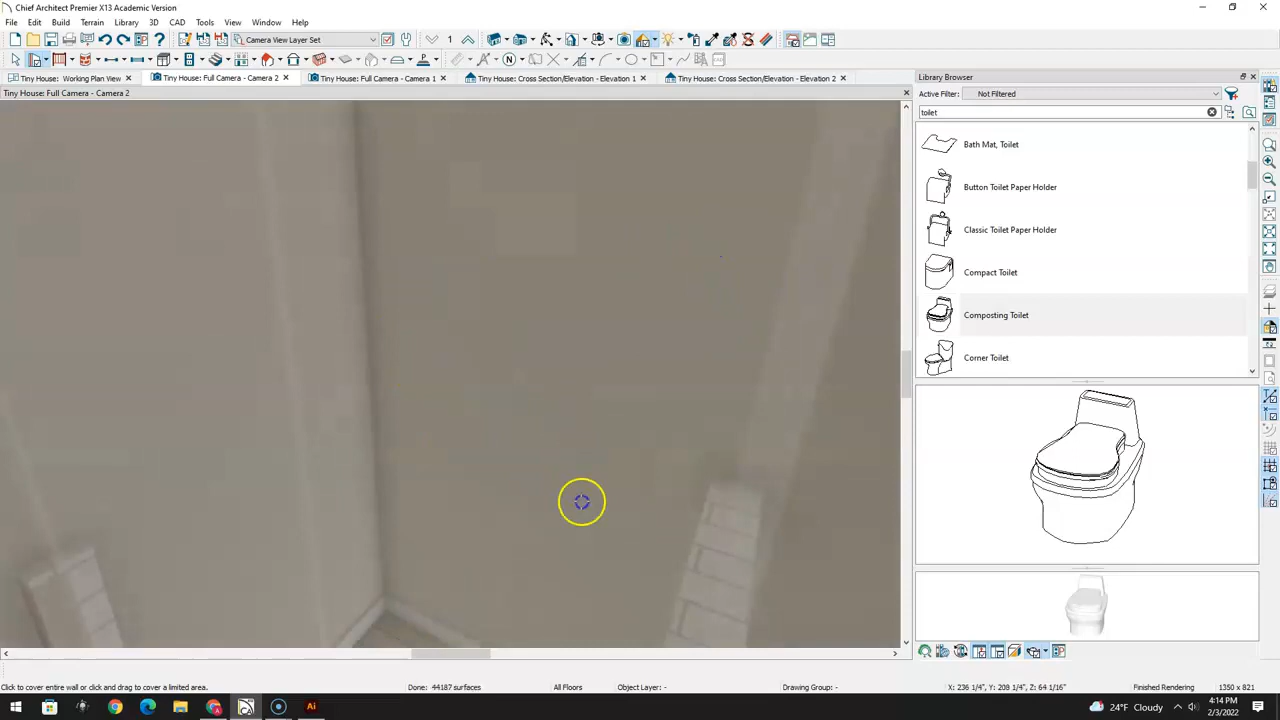 Chief Architect Premier X13 Academic Version
File Edit Build Terrain Library 3D CAD Tools View Window Help
Camera View Layer Set
1
N
P
Tiny House: Working Plan View
Tiny House: Full Camera - Camera 2
Tiny House: Full Camera - Camera 1
Tiny House: Cross Section/Elevation - Elevation 1
Tiny House: Cross Section/Elevation - Elevation 2
Tiny House: Full Camera - Camera 2
Library Browser
Active Filter: Not Filtered
toilet
Bath Mat, Toilet
Button Toilet Paper Holder
Classic Toilet Paper Holder
Compact Toilet
Composting Toilet
Corner Toilet
Click to cover entire wall or click and drag to cover a limited area.
Done: 44187 surfaces
All Floors
Object Layer: -
Drawing Group: -
X: 236 1/4", Y: 208 1/4", Z: 64 1/16"
Finished Rendering
1350 x 821
Ai
24°F Cloudy
4:14 PM
2/3/2022